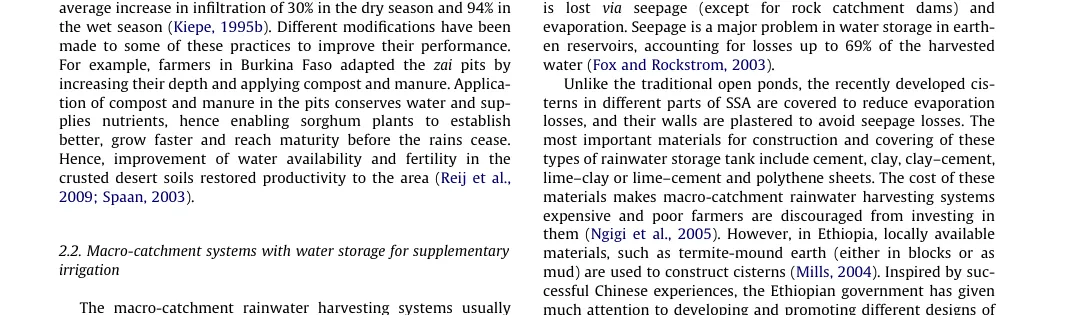 average increase in infiltration of 30% in the dry season and 94% in
the wet season (Kiepe, 1995b). Different modifications have been
made to some of these practices to improve their performance.
For example, farmers in Burkina Faso adapted the zai pits by
increasing their depth and applying compost and manure. Applica-
tion of compost and manure in the pits conserves water and sup-
plies nutrients, hence enabling sorghum plants to establish
better, grow faster and reach maturity before the rains cease.
Hence, improvement of water availability and fertility in the
crusted desert soils restored productivity to the area (Reij et al.,
2009; Spaan, 2003).
2.2. Macro-catchment systems with water storage for supplementary
irrigation
The macro-catchment rainwater harvesting systems usually
is lost via seepage (except for rock catchment dams) and
evaporation. Seepage is a major problem in water storage in earth-
en reservoirs, accounting for losses up to 69% of the harvested
water (Fox and Rockstrom, 2003).
Unlike the traditional open ponds, the recently developed cis-
terns in different parts of SSA are covered to reduce evaporation
losses, and their walls are plastered to avoid seepage losses. The
most important materials for construction and covering of these
types of rainwater storage tank include cement, clay, clay–cement,
lime–clay or lime–cement and polythene sheets. The cost of these
materials makes macro-catchment rainwater harvesting systems
expensive and poor farmers are discouraged from investing in
them (Ngigi et al., 2005). However, in Ethiopia, locally available
materials, such as termite-mound earth (either in blocks or as
mud) are used to construct cisterns (Mills, 2004). Inspired by suc-
cessful Chinese experiences, the Ethiopian government has given
much attention to developing and promoting different designs of